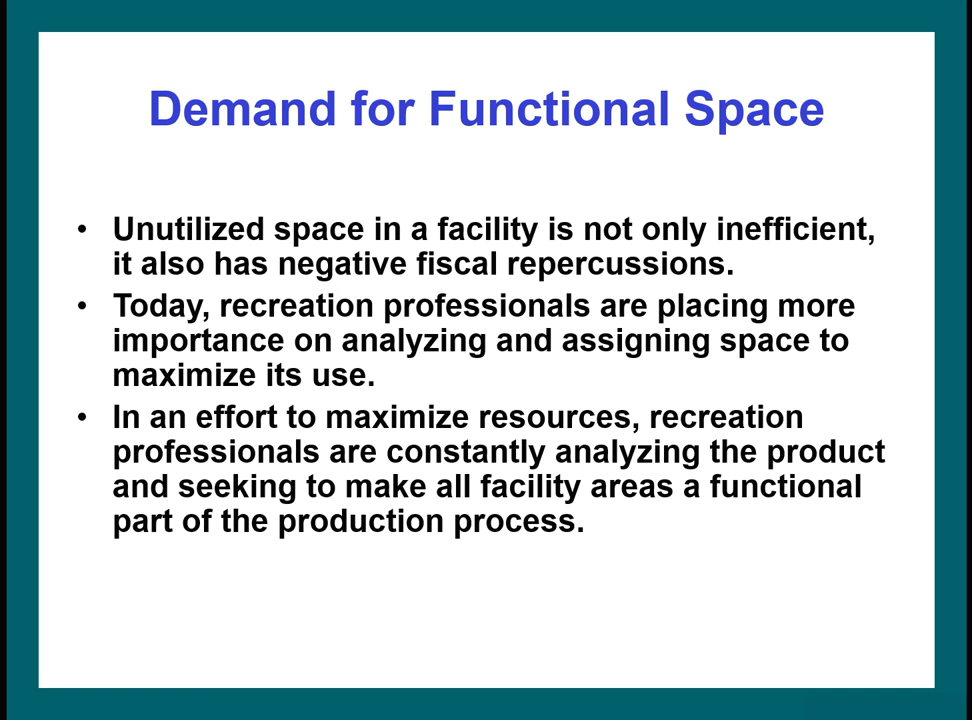 Demand for Functional Space
• Unutilized space in a facility is not only inefficient,
it also has negative fiscal repercussions.
• Today, recreation professionals are placing more
importance on analyzing and assigning space to
maximize its use.
• In an effort to maximize resources, recreation
professionals are constantly analyzing the product
and seeking to make all facility areas a functional
part of the production process.